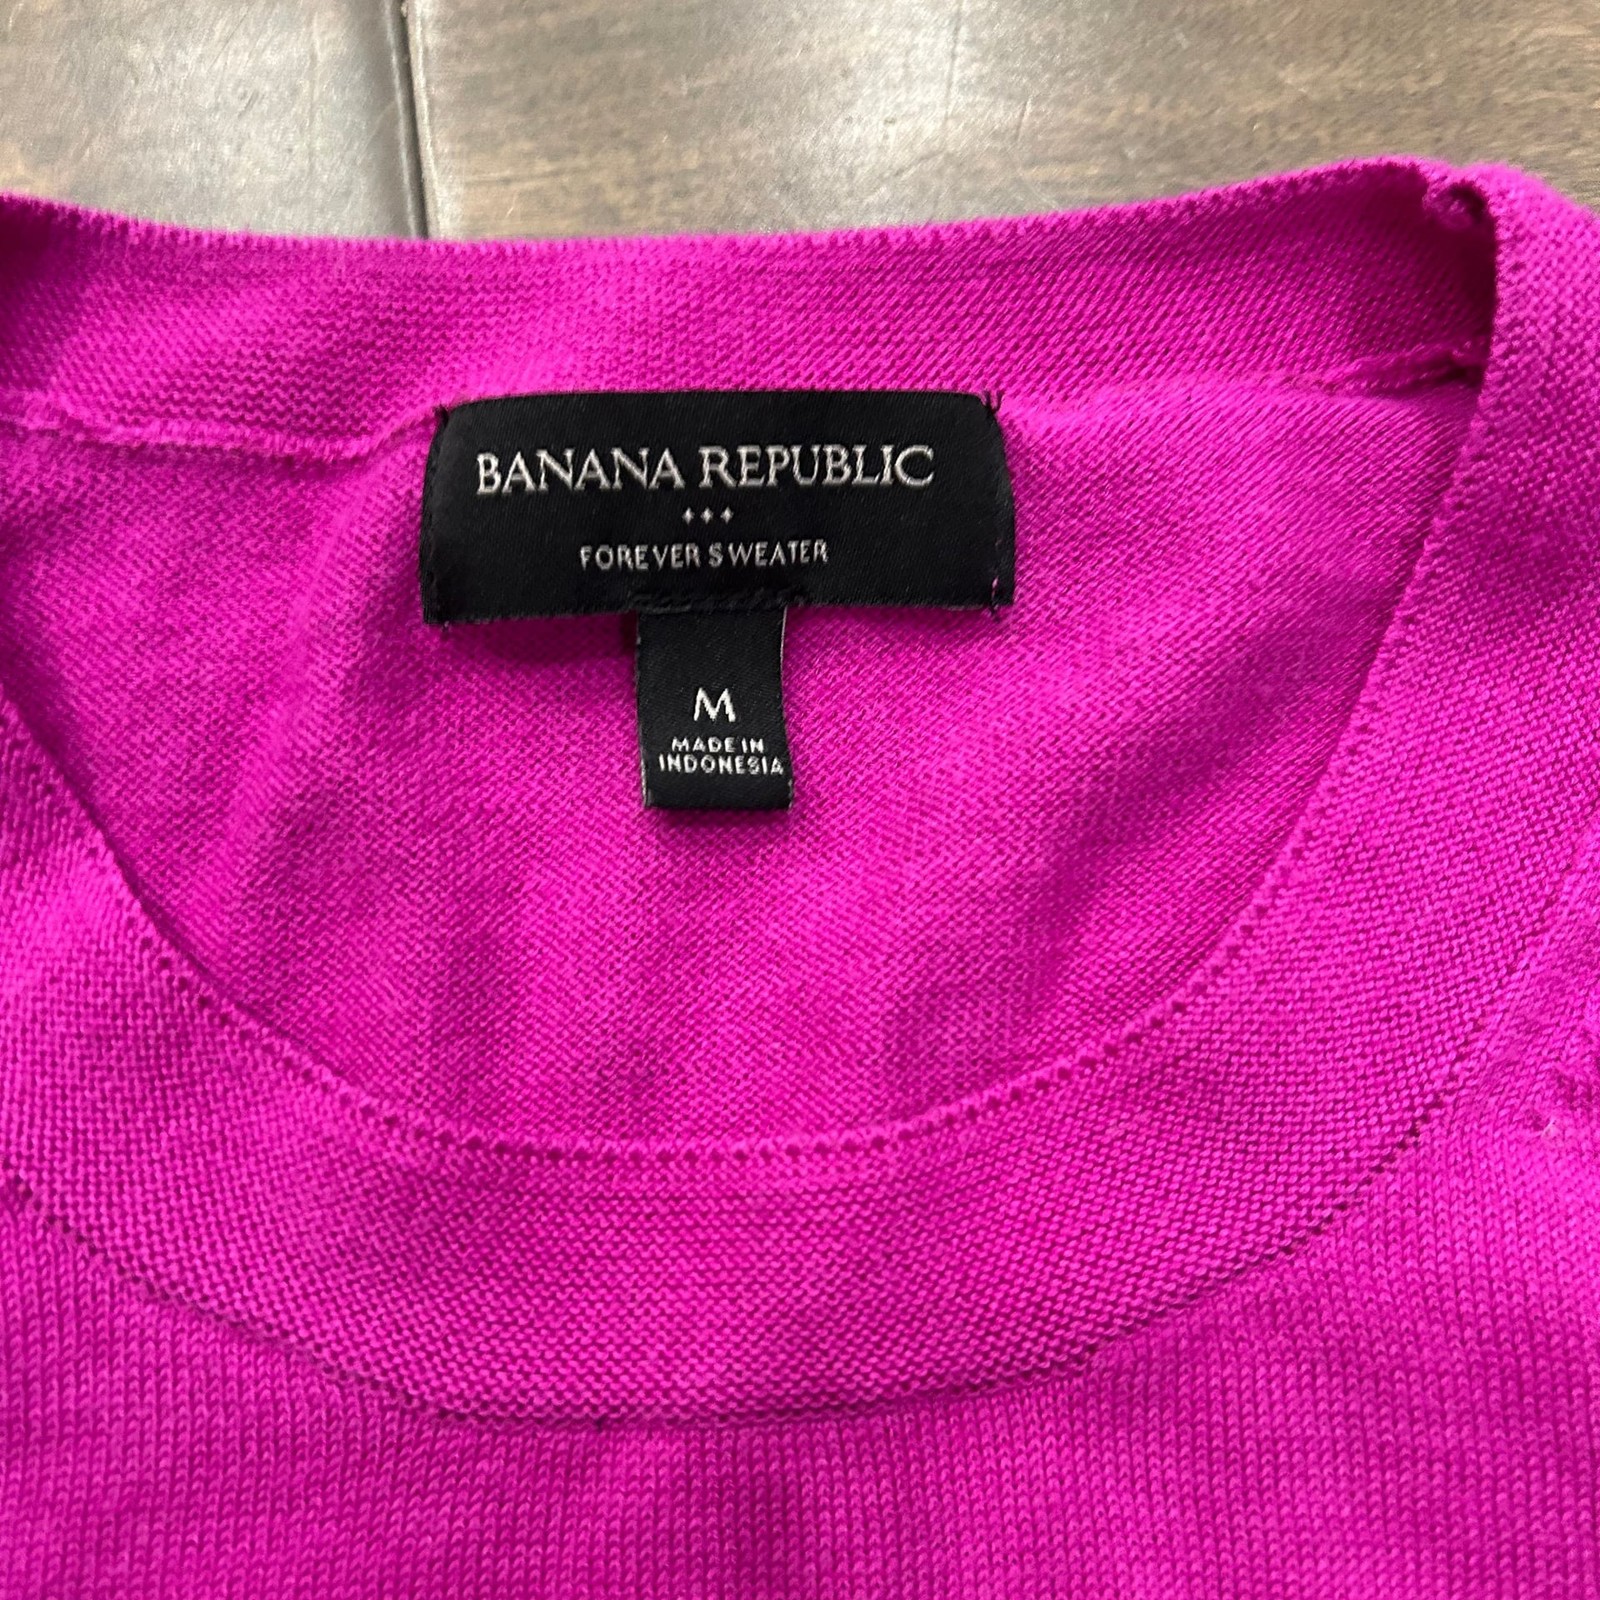 BANANA REPUBLIC
FOREVER SWEATER
M
MADE IN
INDONESIA